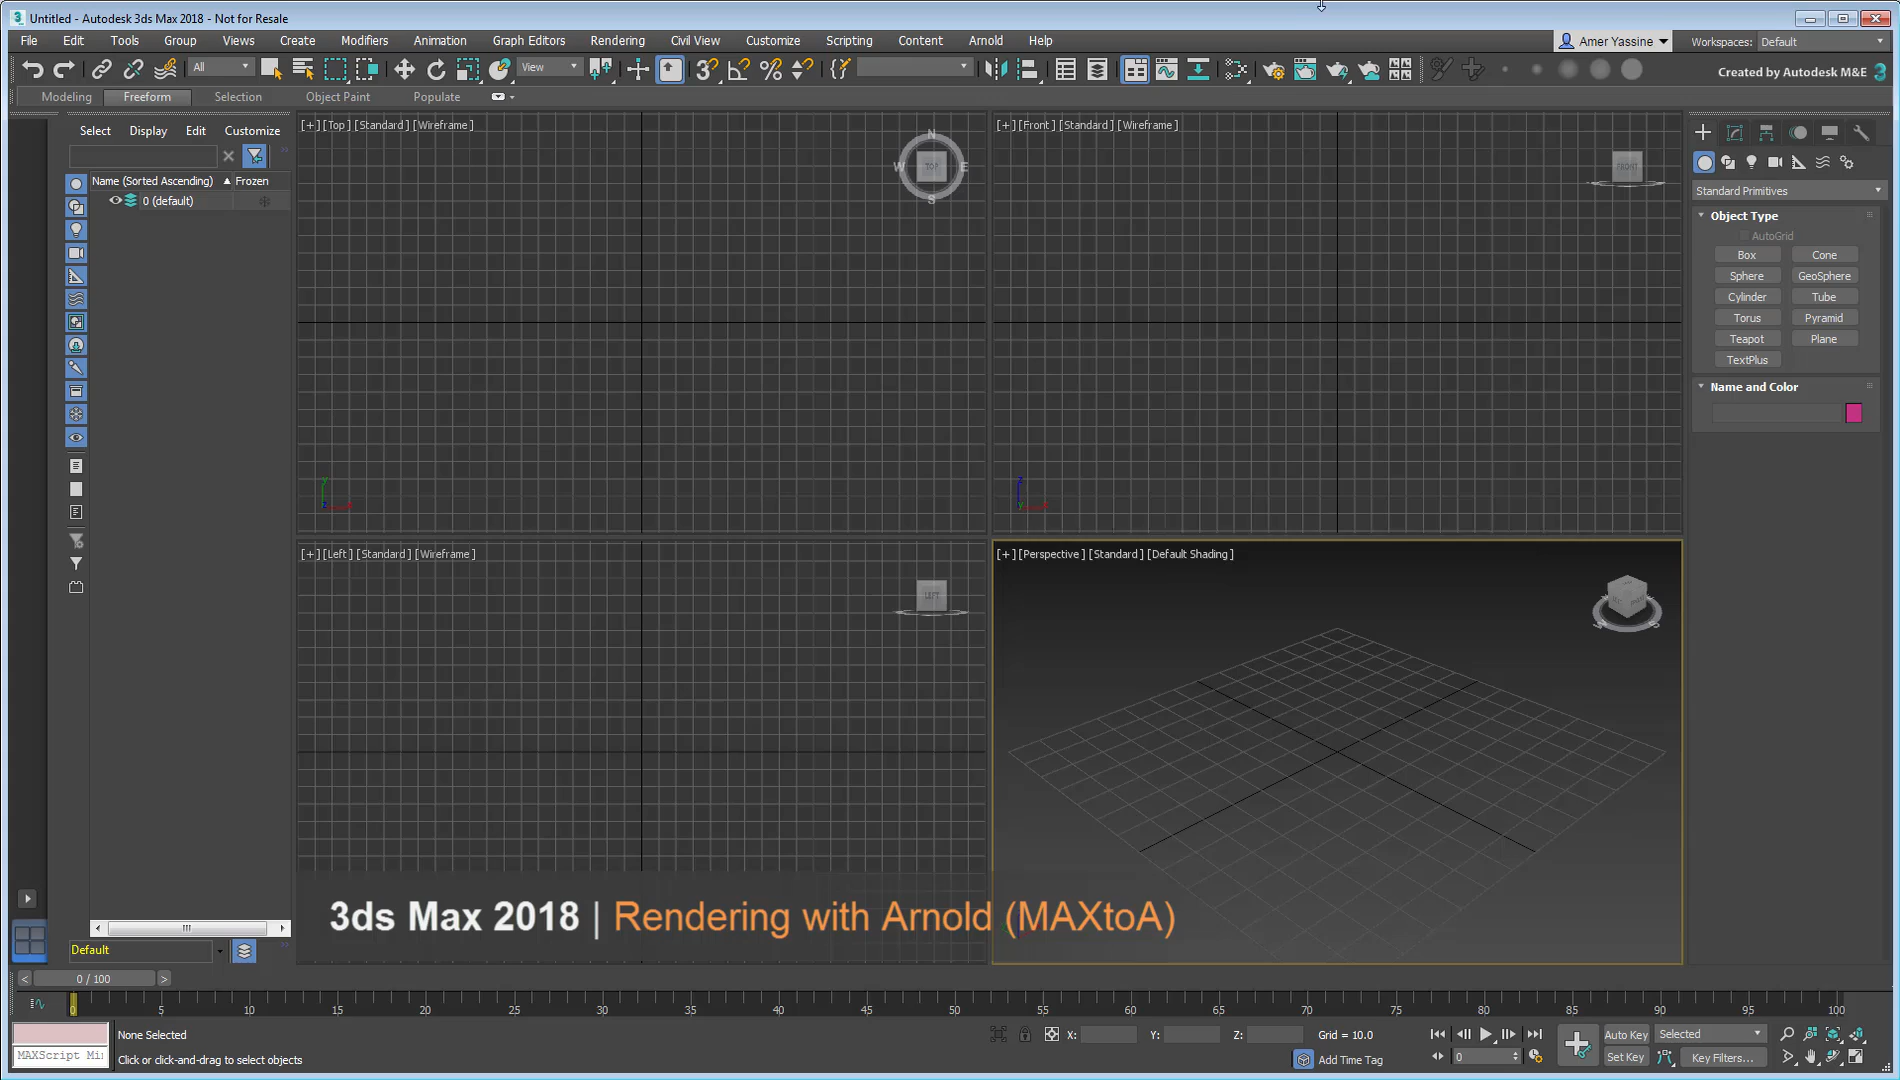 Untitled - Autodesk 3ds Max 2018 - Not for Resale
File Edit Tools Group Views Create Modifiers Animation Graph Editors Rendering Civil View Customize Scripting Content Arnold Help
Amer Yassine Workspaces: Default
All View
Created by Autodesk M&E
Modeling Freeform Selection Object Paint Populate
Select Display Edit Customize
Name (Sorted Ascending) Frozen
0 (default)
[+] [Top] [Standard] [Wireframe]
N
W TOP E
S
y
z
[+] [Front] [Standard] [Wireframe]
FRONT
z
y
Standard Primitives
Object Type
AutoGrid
Box Cone
Sphere GeoSphere
Cylinder Tube
Torus Pyramid
Teapot Plane
TextPlus
Name and Color
[+] [Left] [Standard] [Wireframe]
LEFT
[+] [Perspective] [Standard] [Default Shading]
3ds Max 2018 | Rendering with Arnold (MAXtoA)
Default
< 0 / 100 >
0 5 10 15 20 25 30 35 40 45 50 55 60 65 70 75 80 85 90 95 100
None Selected
X: Y: Z: Grid = 10.0
Auto Key Selected
MAXScript Mi
Click or click-and-drag to select objects
Add Time Tag
0
Set Key Key Filters...